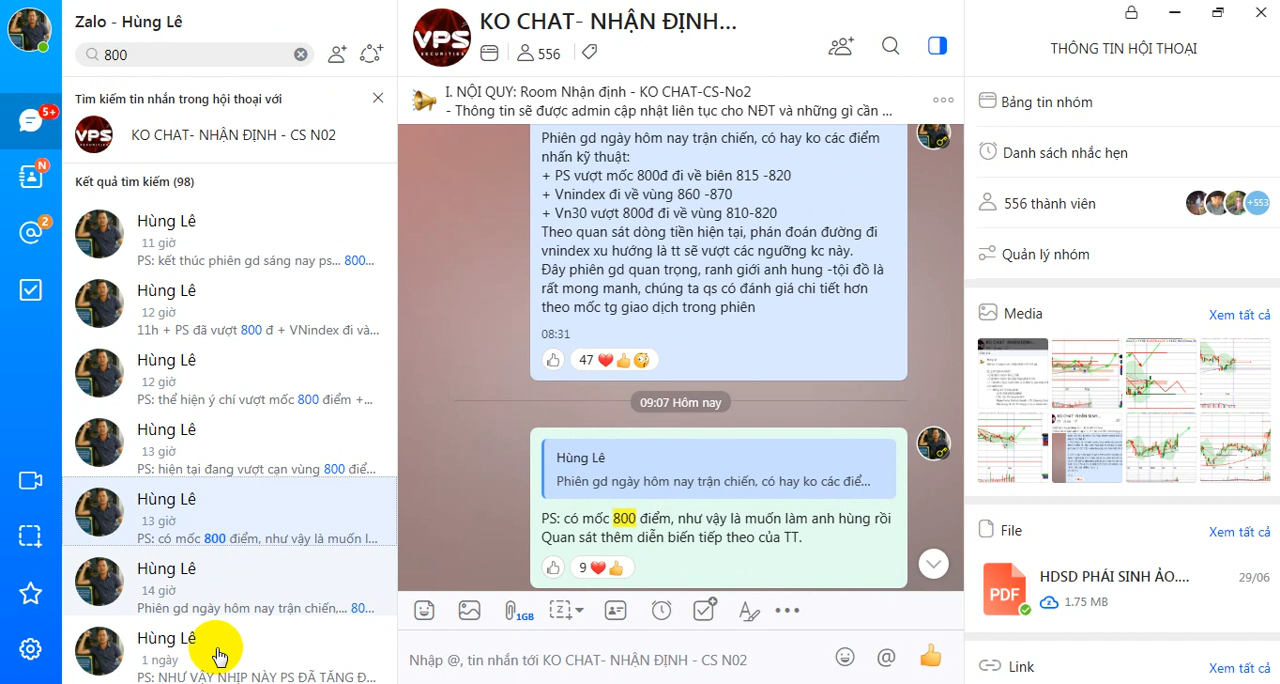 Zalo - Hùng Lê
800
5+
N
2
Tìm kiếm tin nhắn trong hội thoại với
VPS
KO CHAT- NHẬN ĐỊNH - CS N02
Kết quả tìm kiếm (98)
Hùng Lê
11 giờ
PS: kết thúc phiên gd sáng nay ps... 800...
Hùng Lê
12 giờ
11h + PS đã vượt 800 đ + VNindex đi và...
Hùng Lê
12 giờ
PS: thể hiện ý chí vượt mốc 800 điểm +...
Hùng Lê
13 giờ
PS: hiện tại đang vượt cạn vùng 800 điể...
Hùng Lê
13 giờ
PS: có mốc 800 điểm, như vậy là muốn l...
Hùng Lê
14 giờ
Phiên gd ngày hôm nay trận chiến,... 80...
Hùng Lê
1 ngày
PS: NHƯ VẬY NHỊP NÀY PS ĐÃ TĂNG Đ...
VPS
SECURITIES
KO CHAT- NHẬN ĐỊNH...
556
I. NỘI QUY: Room Nhận định - KO CHAT-CS-No2
- Thông tin sẽ được admin cập nhật liên tục cho NĐT và những gì cần ...
Phiên gd ngày hôm nay trận chiến, có hay ko các điểm
nhấn kỹ thuật:
+ PS vượt mốc 800đ đi về biên 815 -820
+ Vnindex đi về vùng 860 -870
+ Vn30 vượt 800đ đi về vùng 810-820
Theo quan sát dòng tiền hiện tại, phán đoán đường đi
vnindex xu hướng là tt sẽ vượt các ngưỡng kc này.
Đây phiên gd quan trọng, ranh giới anh hung -tội đồ là
rất mong manh, chúng ta qs có đánh giá chi tiết hơn
theo mốc tg giao dịch trong phiên
08:31
47
09:07 Hôm nay
Hùng Lê
Phiên gd ngày hôm nay trận chiến, có hay ko các điể...
PS: có mốc 800 điểm, như vậy là muốn làm anh hùng rồi
Quan sát thêm diễn biến tiếp theo của TT.
9
1GB
Nhập @, tin nhắn tới KO CHAT- NHẬN ĐỊNH - CS N02
THÔNG TIN HỘI THOẠI
Bảng tin nhóm
Danh sách nhắc hẹn
556 thành viên
+553
Quản lý nhóm
Media
Xem tất cả
File
Xem tất cả
PDF
HDSD PHÁI SINH ẢO....
29/06
1.75 MB
Link
Xem tất cả